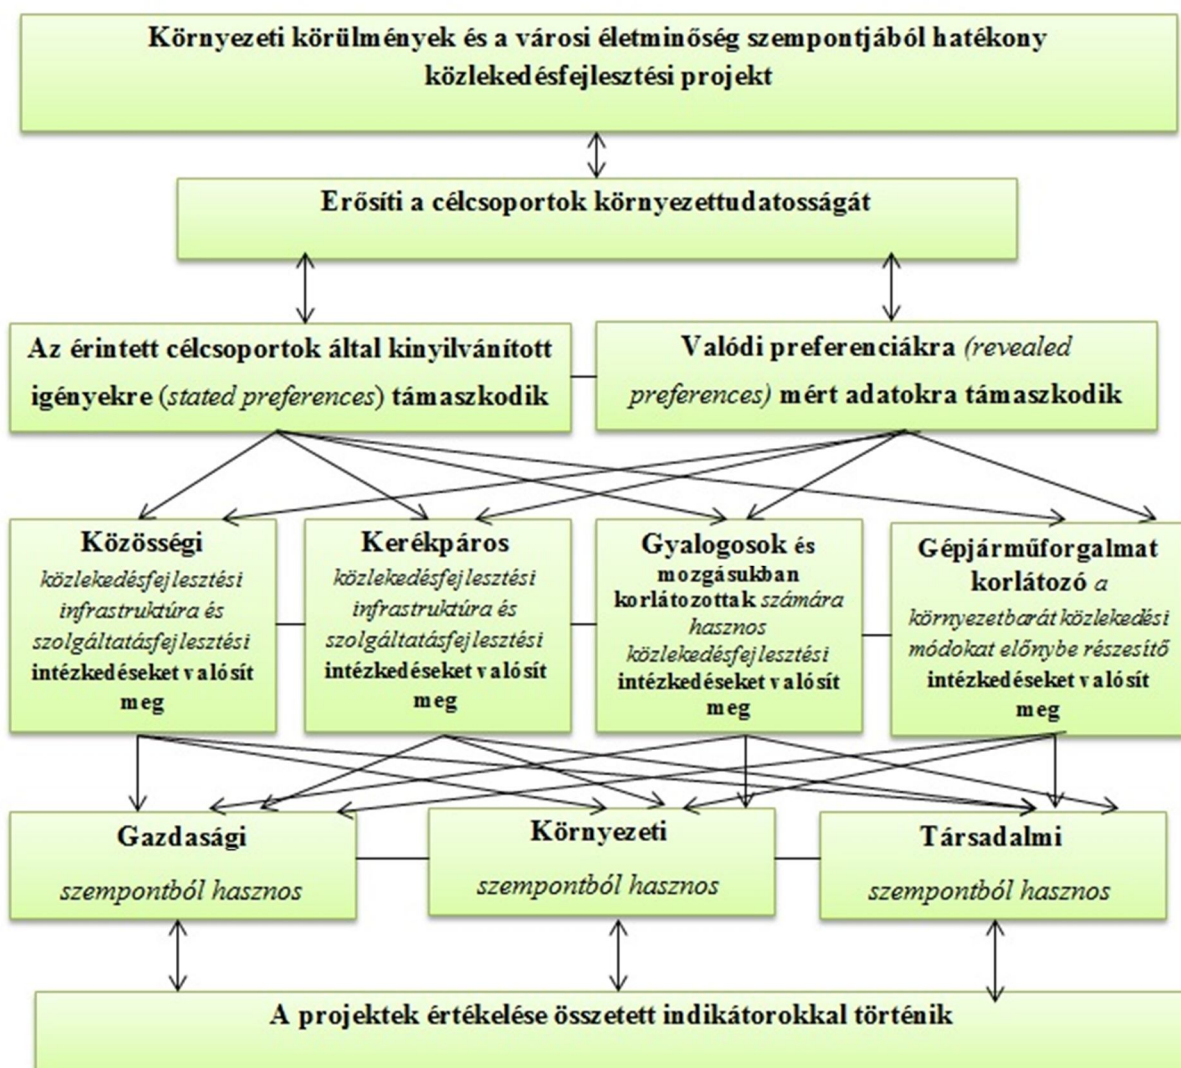 Környezeti körülmények és a városi életminőség szempontjából hatékony
közlekedésfejlesztési projekt
Erősíti a célcsoportok környezettudatosságát
Az érintett célcsoportok által kinyilvánított
igényekre (stated preferences) támaszkodik
Valódi preferenciákra (revealed
preferences) mért adatokra támaszkodik
Közösségi
közlekedésfejlesztési
infrastruktúra és
szolgáltatásfejlesztési
intézkedéseket valósít
meg
Kerékpáros
közlekedésfejlesztési
infrastruktúra és
szolgáltatásfejlesztési
intézkedéseket valósít
meg
Gyalogosok és
mozgásukban
korlátozottak számára
hasznos
közlekedésfejlesztési
intézkedéseket valósít
meg
Gépjárműforgalmat
korlátozó a
környezetbarát közlekedési
módokat előnybe részesítő
intézkedéseket valósít
meg
Gazdasági
szempontból hasznos
Környezeti
szempontból hasznos
Társadalmi
szempontból hasznos
A projektek értékelése összetett indikátorokkal történik